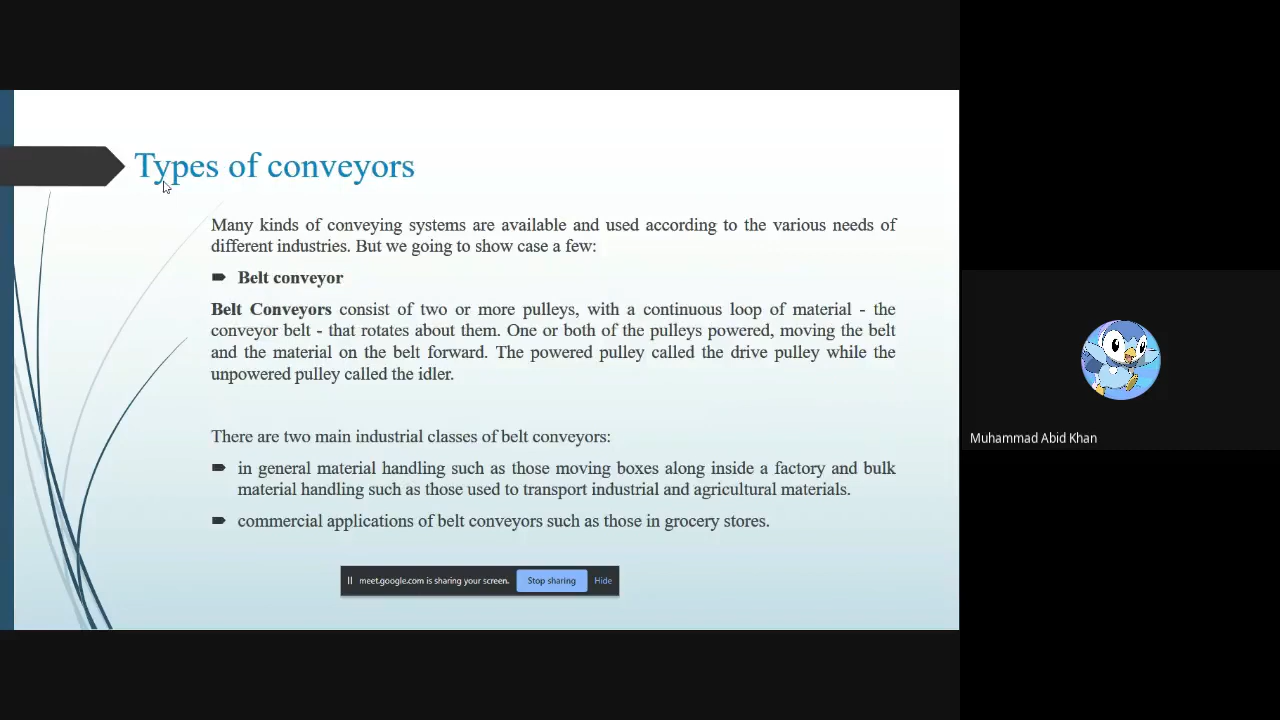 Types of conveyors
Many kinds of conveying systems are available and used according to the various needs of
different industries. But we going to show case a few:
Belt conveyor
Belt Conveyors consist of two or more pulleys, with a continuous loop of material - the
conveyor belt - that rotates about them. One or both of the pulleys powered, moving the belt
and the material on the belt forward. The powered pulley called the drive pulley while the
unpowered pulley called the idler.
There are two main industrial classes of belt conveyors:
in general material handling such as those moving boxes along inside a factory and bulk
material handling such as those used to transport industrial and agricultural materials.
commercial applications of belt conveyors such as those in grocery stores.
meet.google.com is sharing your screen. Stop sharing Hide
Muhammad Abid Khan